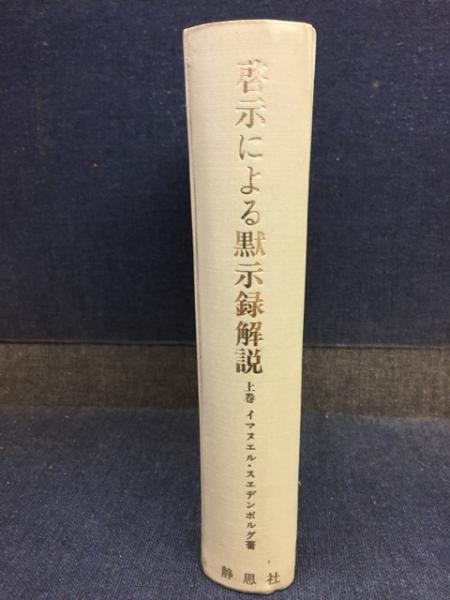 啓示による黙示録解説
上巻 イマヌエル・スエデンボルグ著
静思社